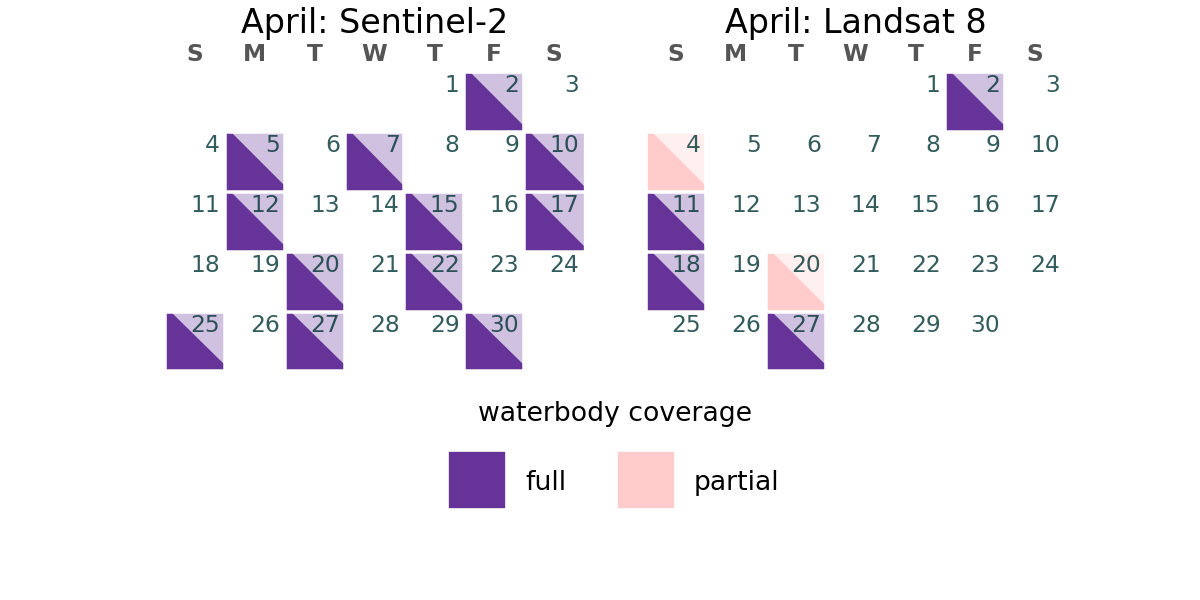 April: Sentinel-2
S M T W T F S
1 2 3
4 5 6 7 8 9 10
11 12 13 14 15 16 17
18 19 20 21 22 23 24
25 26 27 28 29 30
April: Landsat 8
S M T W T F S
1 2 3
4 5 6 7 8 9 10
11 12 13 14 15 16 17
18 19 20 21 22 23 24
25 26 27 28 29 30
waterbody coverage
full
partial